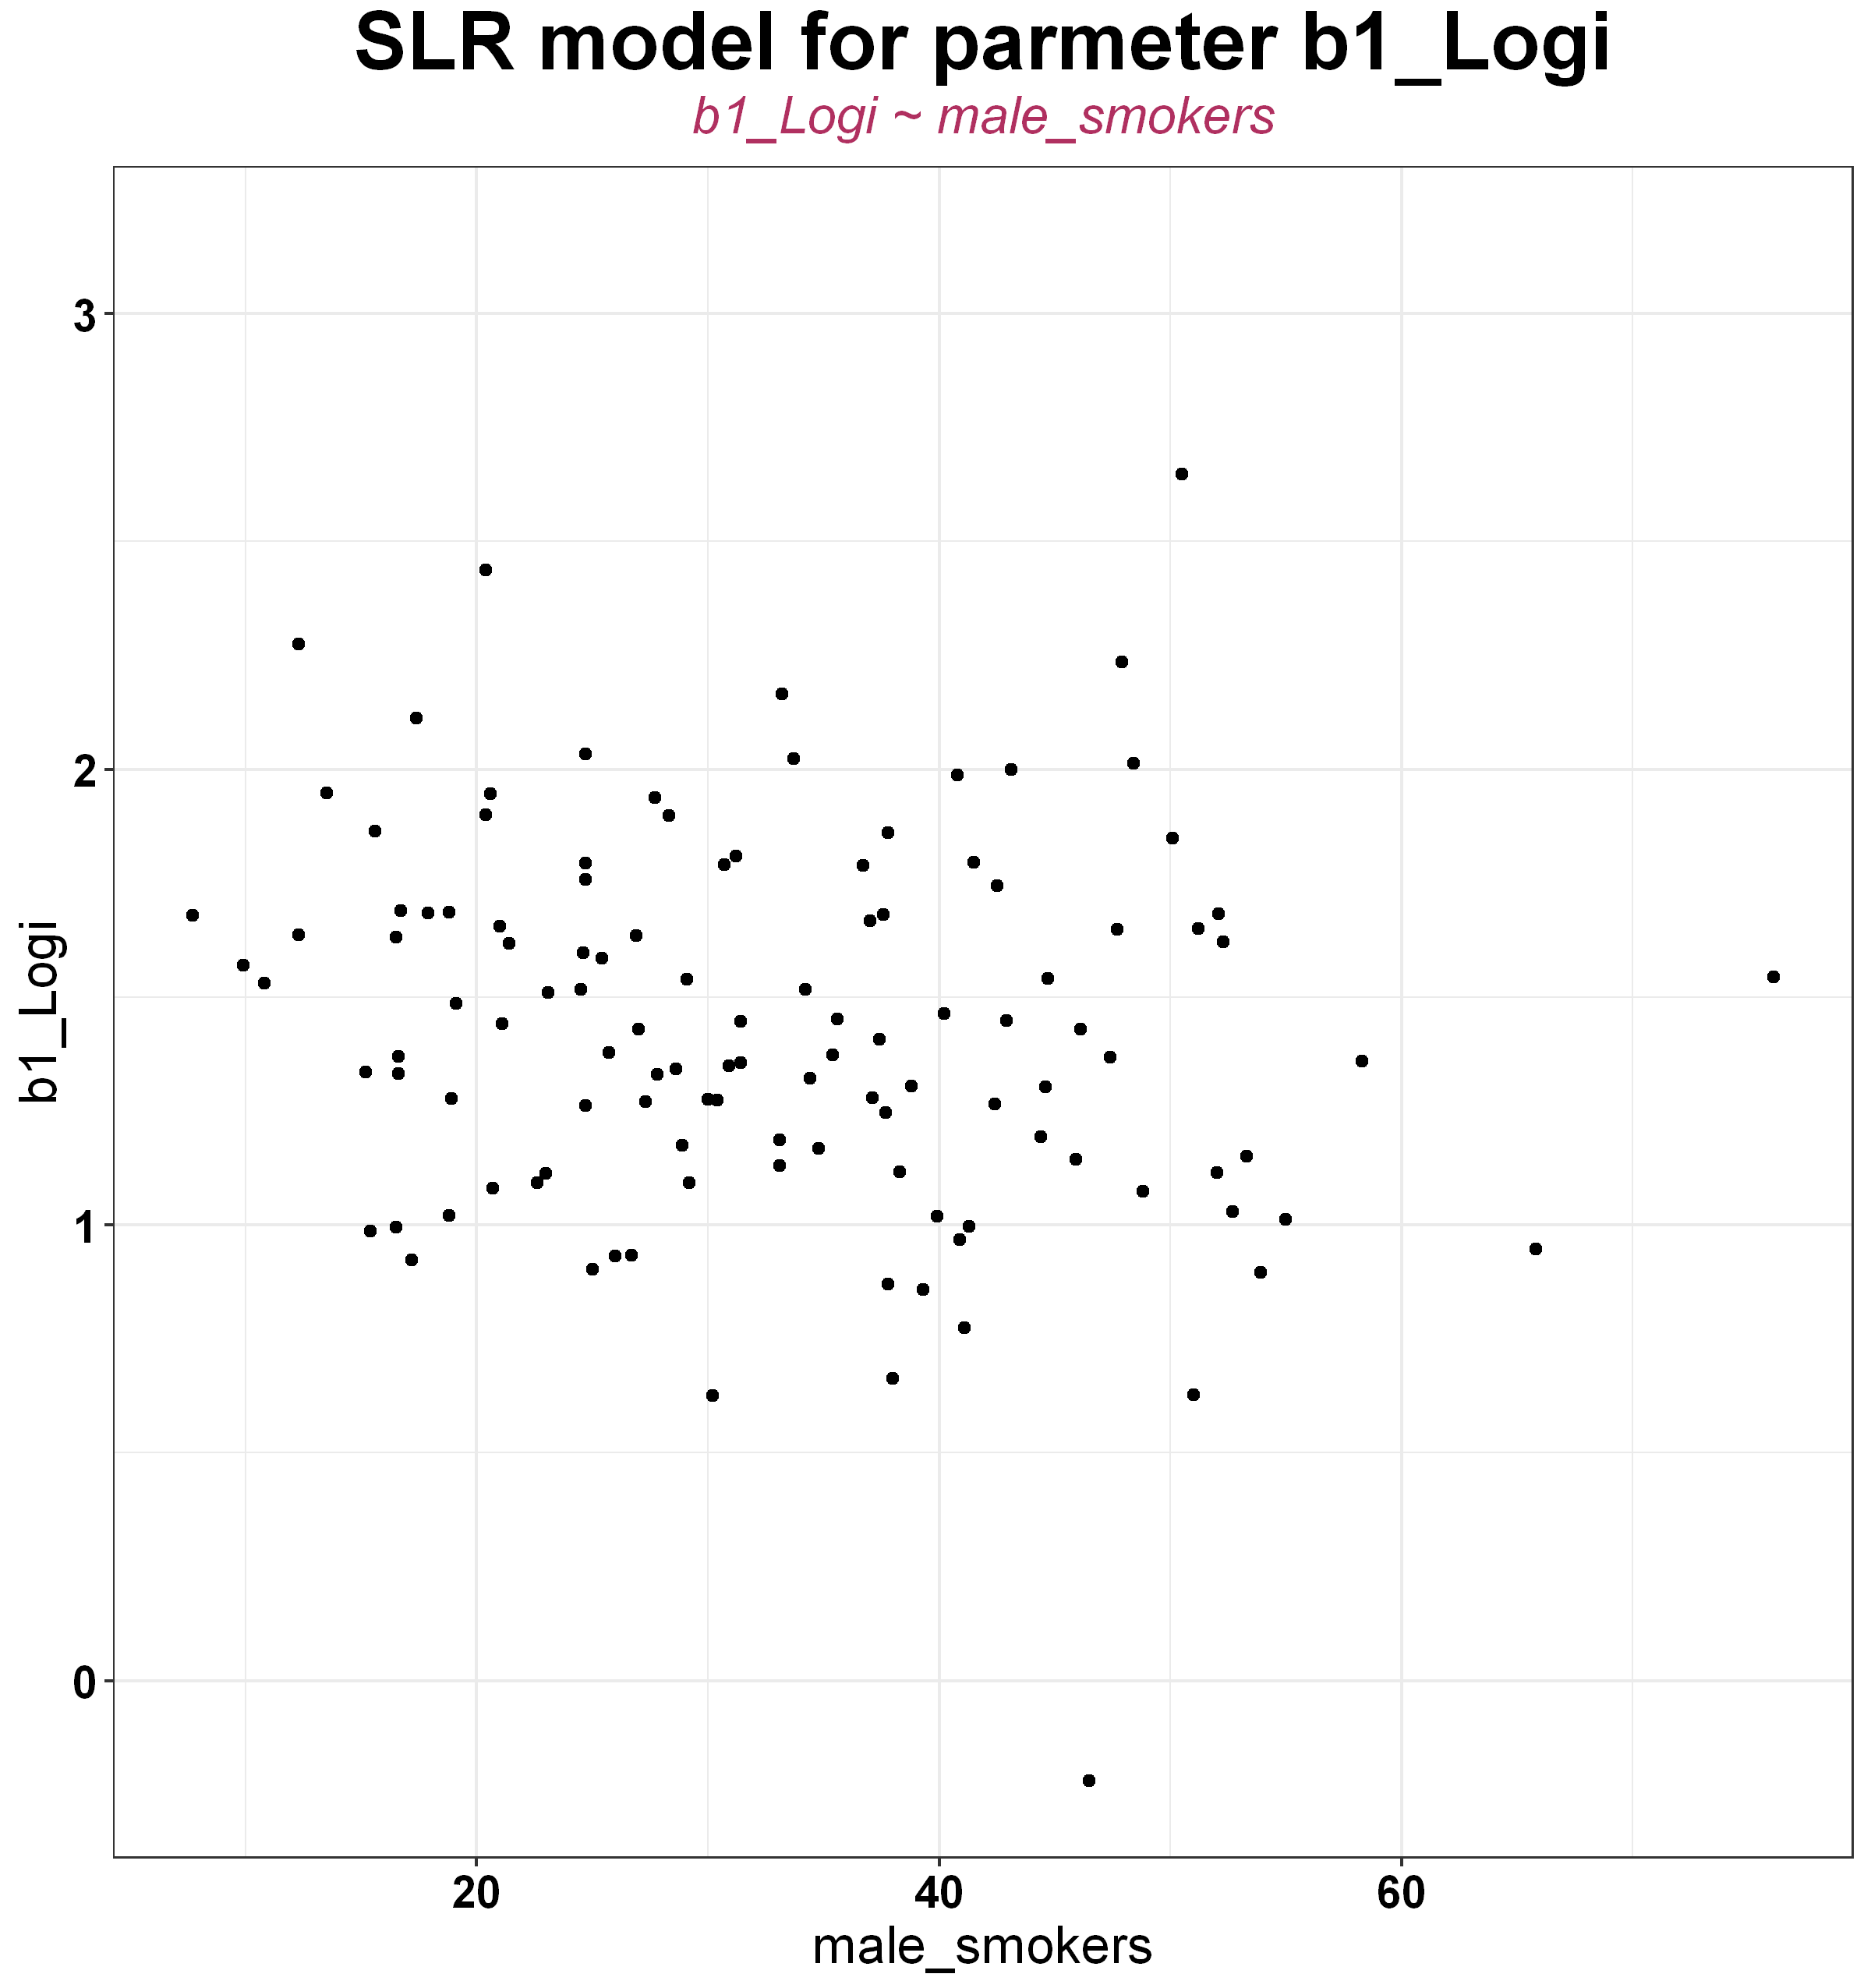 SLR model for parmeter b1_Logi
b1_Logi ~ male_smokers
3
2
1
0
b1_Logi
20 40 60
male_smokers